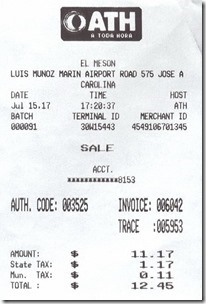 ATH
A TODA HORA
EL MESON
LUIS MUNOZ MARIN AIRPORT ROAD 575 JOSE A
CAROLINA
DATE TIME HOST
Jul 15.17 17:20:37 ATH
BATCH TERMINAL ID MERCHANT ID
000091 30W15443 4549106701345
SALE
ACCT.
************8153
AUTH. CODE: 003525 INVOICE: 006042
TRACE :005953
AMOUNT: $ 11.17
State TAX: $ 1.17
Mun. TAX: $ 0.11
TOTAL : $ 12.45